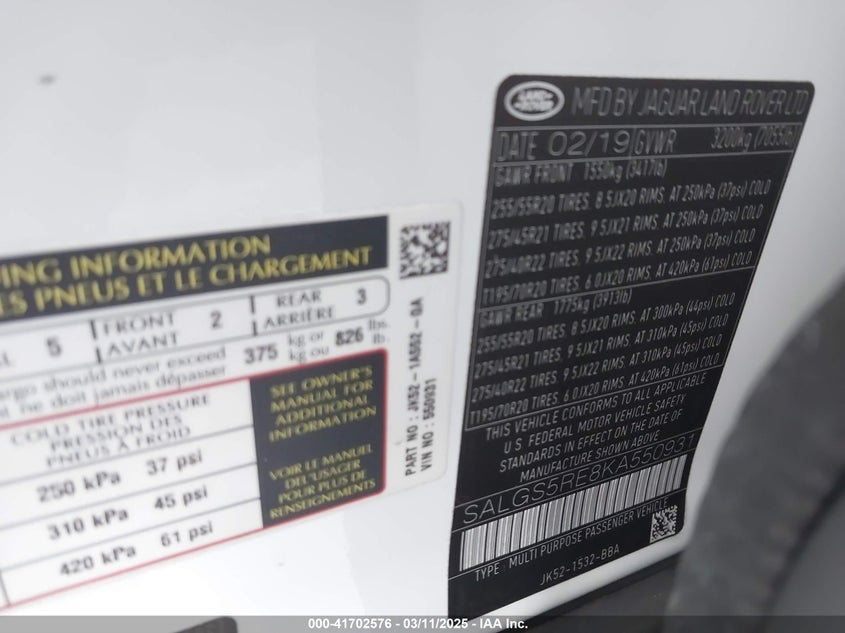 ING INFORMATION
ES PNEUS ET LE CHARGEMENT
5 FRONT AVANT 2 REAR ARRIÈRE 3
argo should never exceed 375 kg or 826 lbs.
nt ne doit jamais dépasser kg ou lb.
COLD TIRE PRESSURE
PRESSION DES
PNEUS À FROID
250 kPa 37 psi
310 kPa 45 psi
420 kPa 61 psi
SEE OWNER'S
MANUAL FOR
ADDITIONAL
INFORMATION
VOIR LE MANUEL
DE L'USAGER
POUR PLUS DE
RENSEIGNEMENTS
PART NO : JK52-1A552-GA
VIN NO : 550931
LAND ROVER
MFD BY JAGUAR LAND ROVER LTD
DATE 02/19 GVWR 3200kg (7055lb)
GAWR FRONT 1550kg (3417lb)
255/55R20 TIRES. 8 5JX20 RIMS. AT 250kPa (37psi) COLD
275/45R21 TIRES. 9 5JX21 RIMS. AT 250kPa (37psi) COLD
275/40R22 TIRES. 9 5JX22 RIMS. AT 250kPa (37psi) COLD
T195/70R20 TIRES. 6 0JX20 RIMS. AT 420kPa (61psi) COLD
GAWR REAR 1775kg (3913lb)
255/55R20 TIRES. 8 5JX20 RIMS. AT 300kPa (44psi) COLD
275/45R21 TIRES. 9 5JX21 RIMS. AT 310kPa (45psi) COLD
275/40R22 TIRES. 9 5JX22 RIMS. AT 310kPa (45psi) COLD
T195/70R20 TIRES. 6 0JX20 RIMS. AT 420kPa (61psi) COLD
THIS VEHICLE CONFORMS TO ALL APPLICABLE
U.S. FEDERAL MOTOR VEHICLE SAFETY
STANDARDS IN EFFECT ON THE DATE OF
MANUFACTURE SHOWN ABOVE
SALGS5RE8KA550931
TYPE: MULTI PURPOSE PASSENGER VEHICLE
JK52-1532-BBA
000-41702576 - 03/11/2025 - IAA Inc.